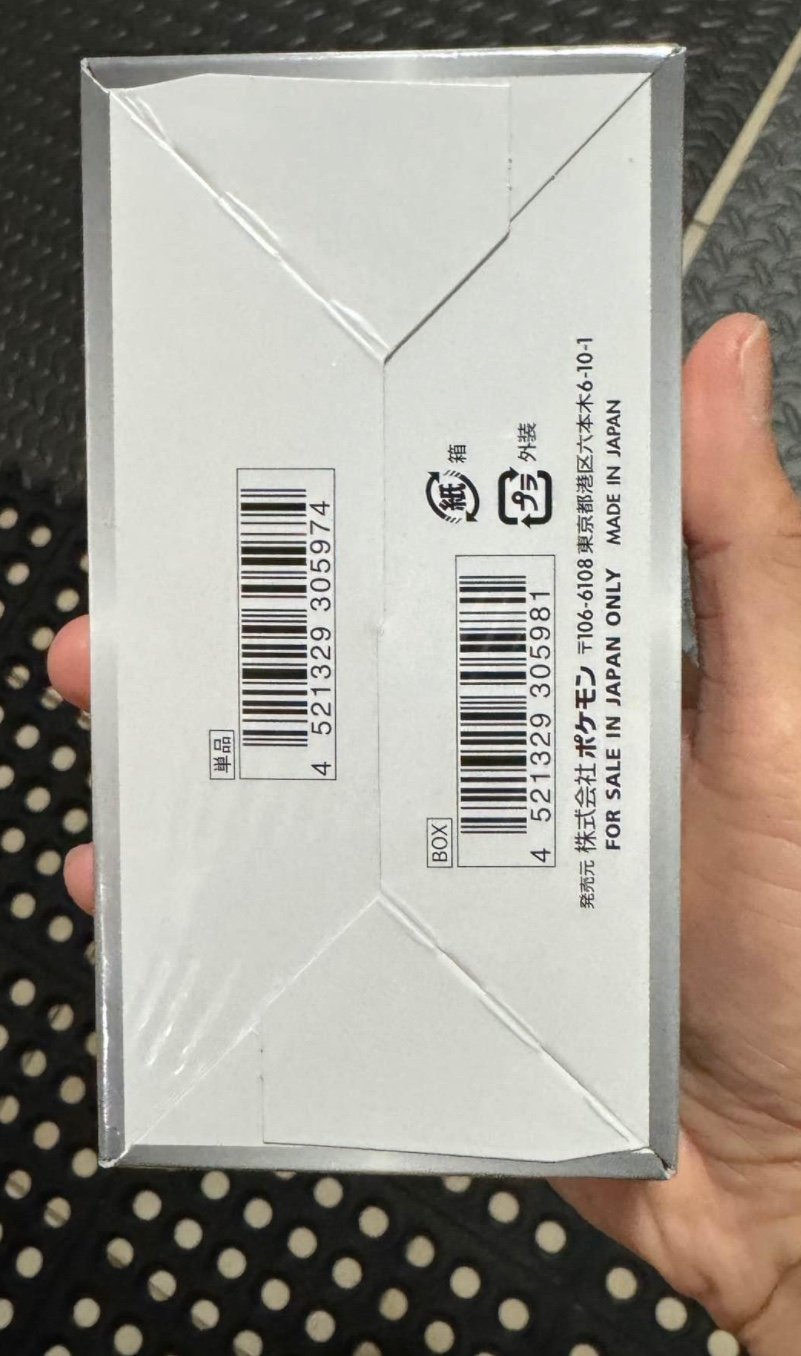 単品
4 521329 305974
BOX
4 521329 305981
紙 箱
プラ 外装
発売元 株式会社 ポケモン 〒106-6108 東京都港区六本木6-10-1
FOR SALE IN JAPAN ONLY MADE IN JAPAN